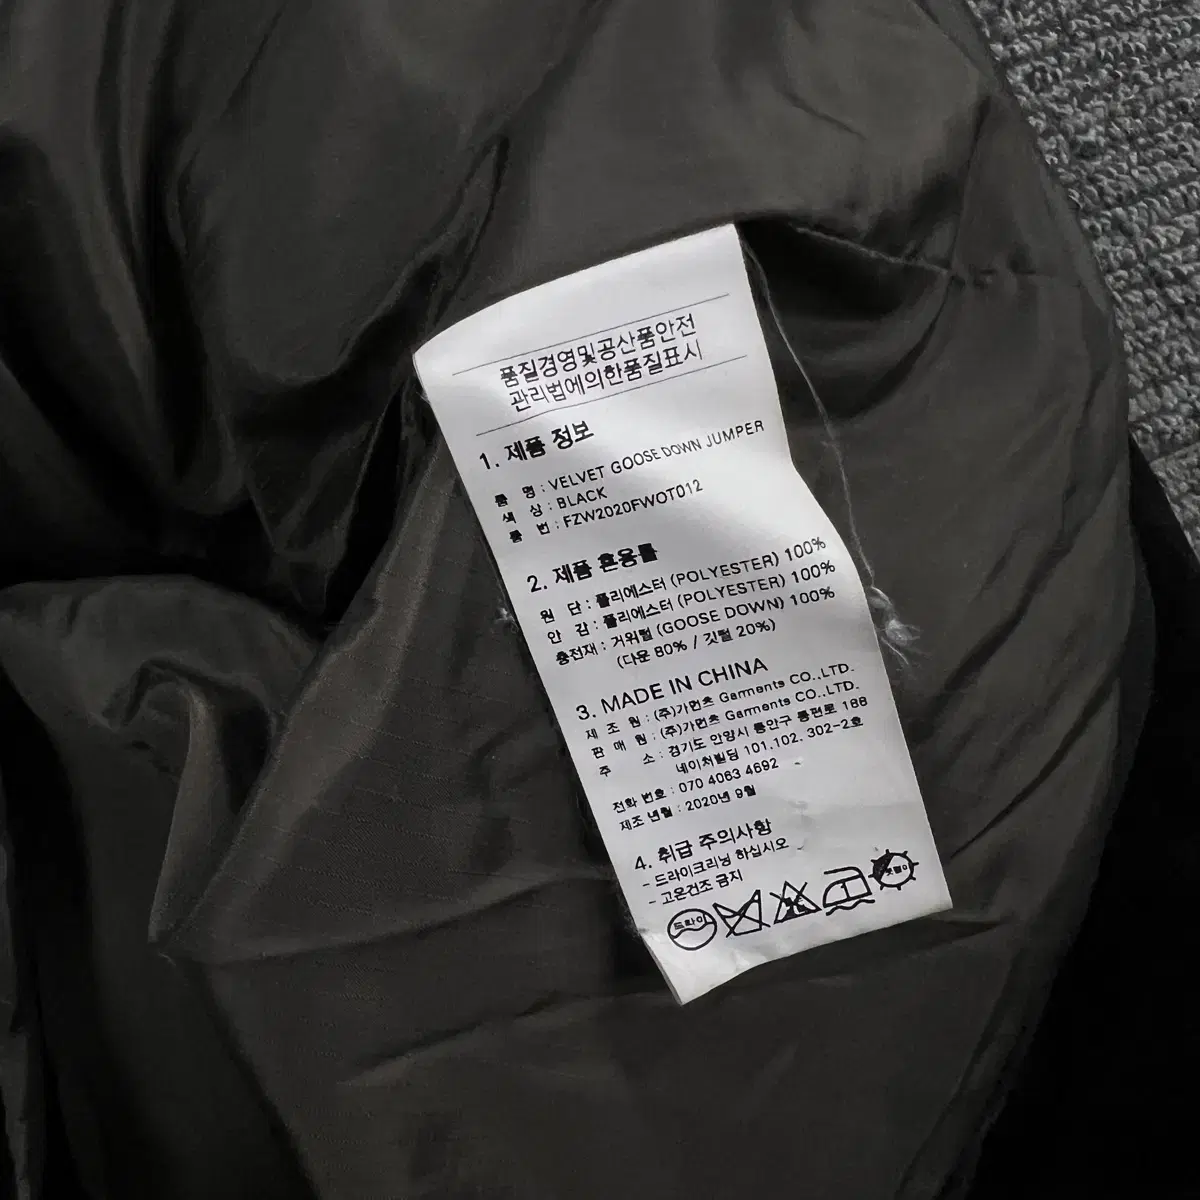 품질경영및공산품안전
관리법에의한품질표시
1. 제품 정보
품 명 : VELVET GOOSE DOWN JUMPER
색 상 : BLACK
품 번 : FZW2020FWOT012
2. 제품 혼용률
원 단 : 폴리에스터 (POLYESTER) 100%
안 감 : 폴리에스터 (POLYESTER) 100%
충전재 : 거위털 (GOOSE DOWN) 100%
(다운 80% / 깃털 20%)
3. MADE IN CHINA
제 조 원 : (주)가먼츠 Garments CO.,LTD.
판 매 원 : (주)가먼츠 Garments CO.,LTD.
주 소 : 경기도 안양시 동안구 동편로 188
네이처빌딩 101.102. 302-2호
전화 번호 : 070 4063 4692
제조 년월 : 2020년 9월
4. 취급 주의사항
- 드라이크리닝 하십시오
- 고온건조 금지
드라이